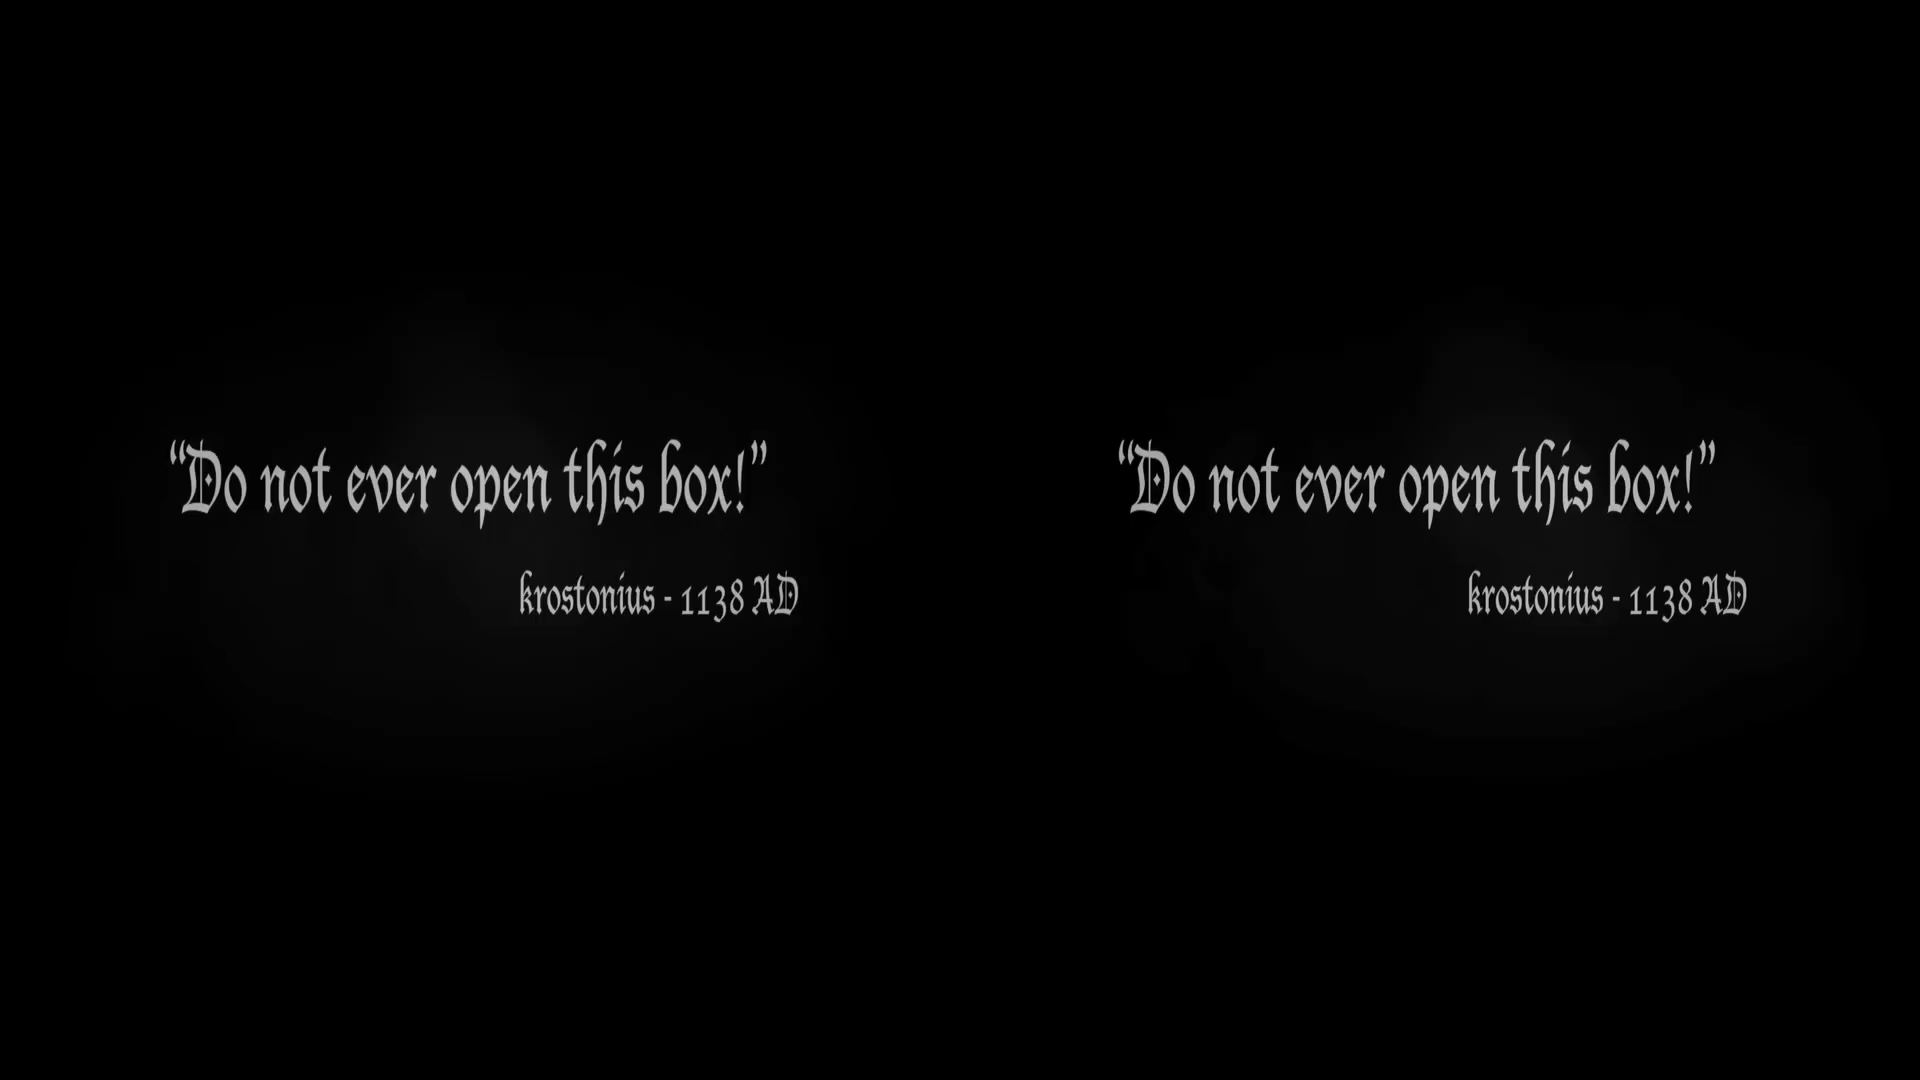 “Do not ever open this box!”
krostonius - 1138 AD
“Do not ever open this box!”
krostonius - 1138 AD